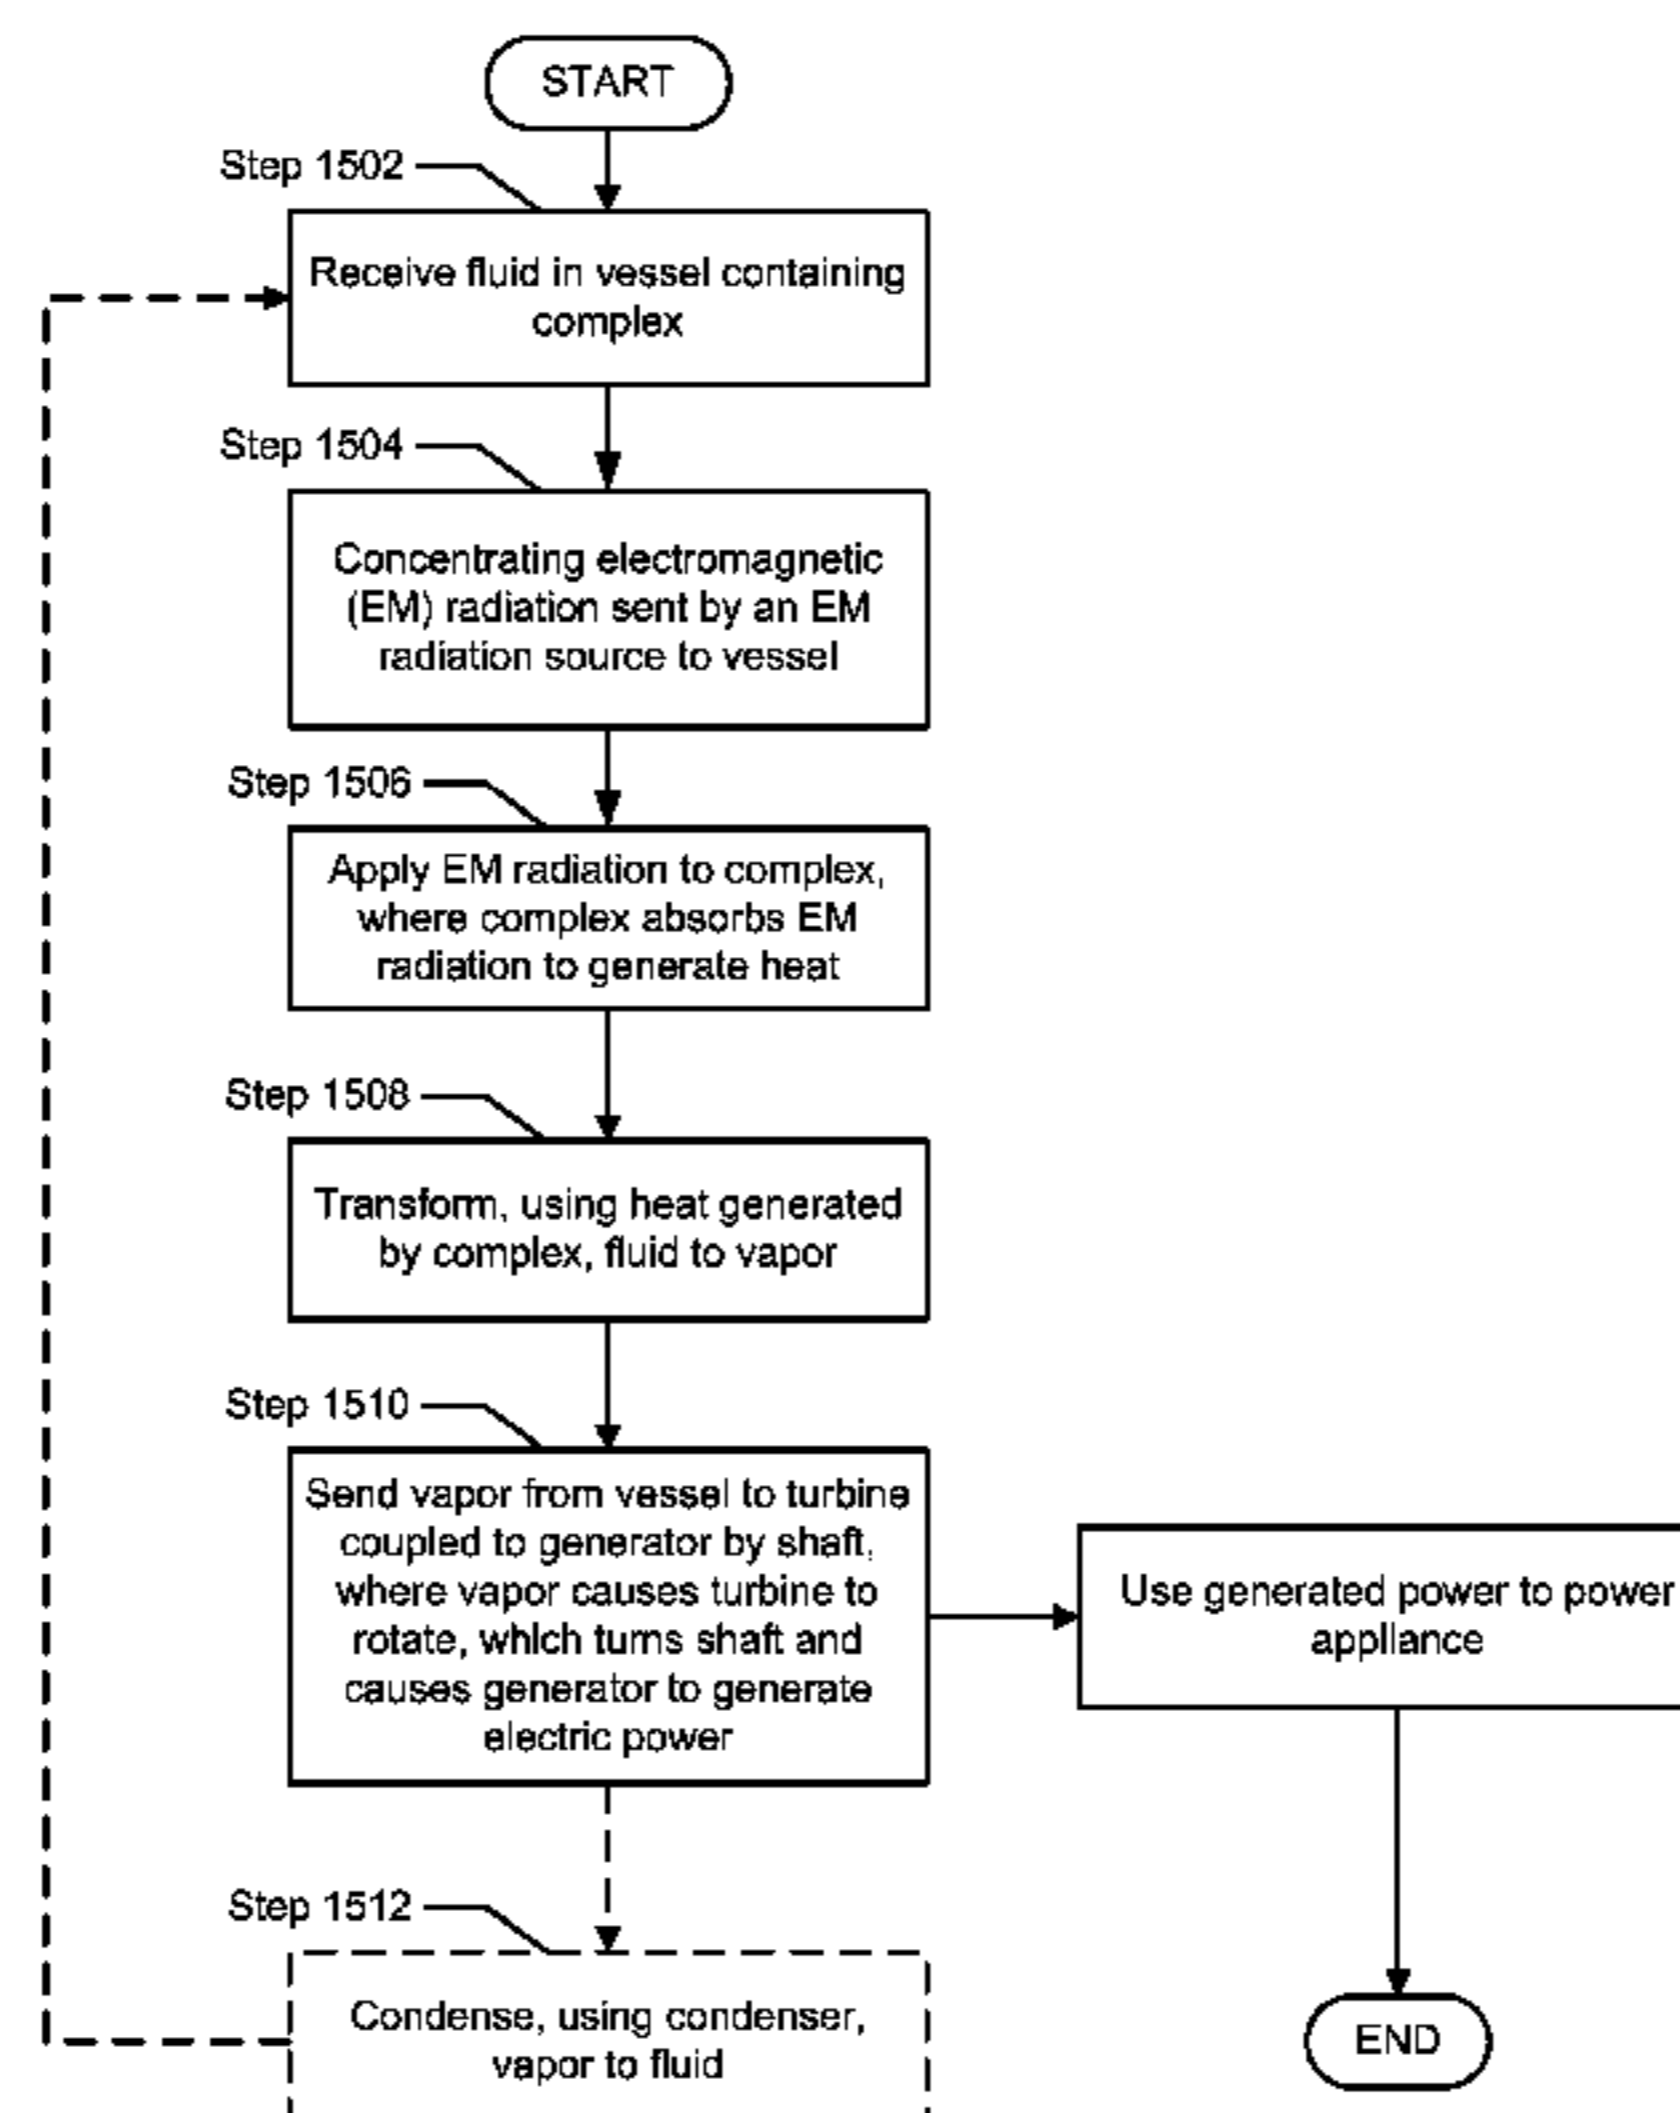 START
Step 1502
Receive fluid in vessel containing
complex
Step 1504
Concentrating electromagnetic
(EM) radiation sent by an EM
radiation source to vessel
Step 1506
Apply EM radiation to complex,
where complex absorbs EM
radiation to generate heat
Step 1508
Transform, using heat generated
by complex, fluid to vapor
Step 1510
Send vapor from vessel to turbine
coupled to generator by shaft,
where vapor causes turbine to
rotate, which turns shaft and
causes generator to generate
electric power
Use generated power to power
appliance
Step 1512
Condense, using condenser,
vapor to fluid
END